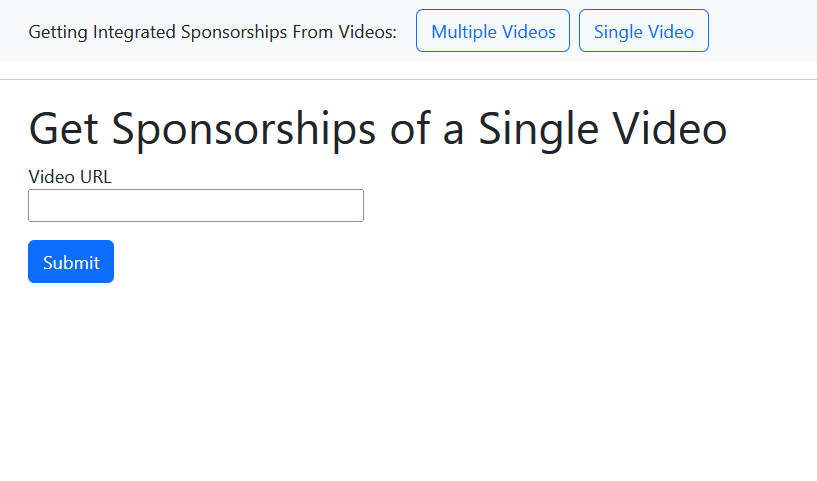 Getting Integrated Sponsorships From Videos: Multiple Videos Single Video
Get Sponsorships of a Single Video
Video URL
Submit